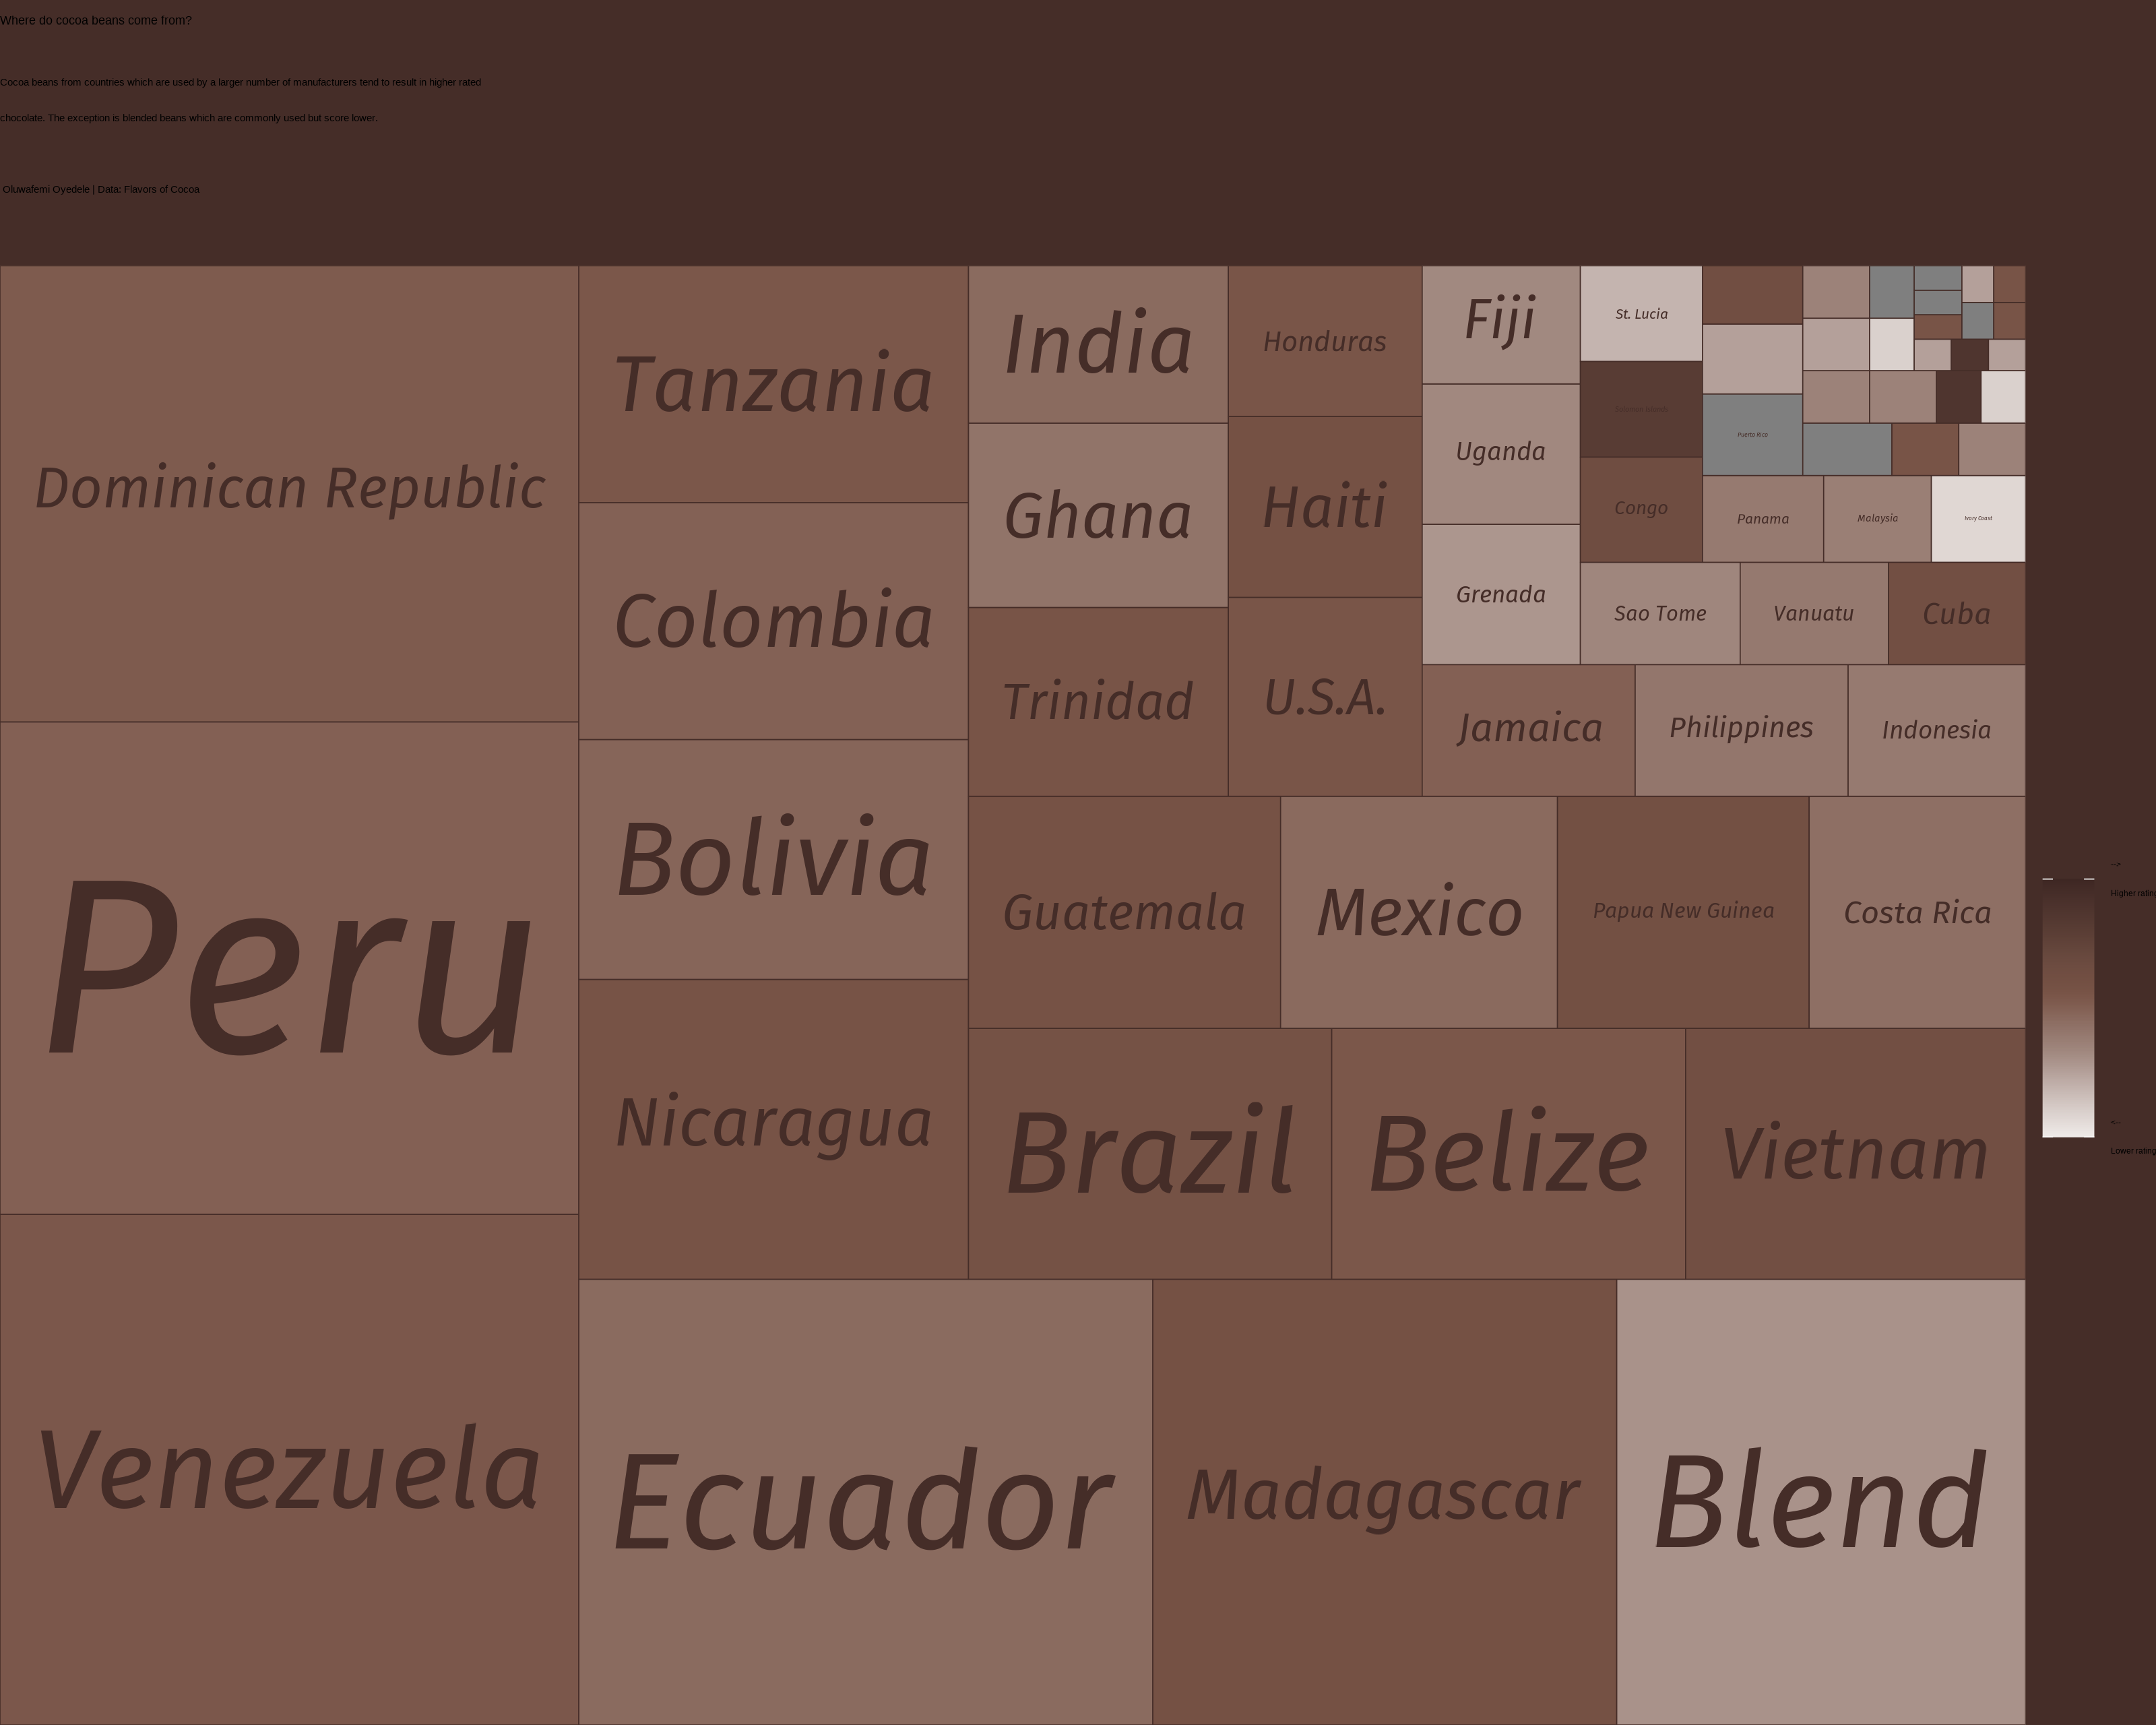 Where do cocoa beans come from?
Cocoa beans from countries which are used by a larger number of manufacturers tend to result in higher rated
chocolate. The exception is blended beans which are commonly used but score lower.
Oluwafemi Oyedele | Data: Flavors of Cocoa
Dominican Republic
Peru
Venezuela
Tanzania
Colombia
Bolivia
Nicaragua
Ecuador
Madagascar
Blend
India
Ghana
Trinidad
Honduras
Haiti
U.S.A.
Guatemala
Mexico
Papua New Guinea
Costa Rica
Brazil
Belize
Vietnam
Fiji
Uganda
Grenada
Jamaica
Philippines
Indonesia
St. Lucia
Congo
Sao Tome
Vanuatu
Cuba
Puerto Rico
Panama
Malaysia
Ivory Coast
-->
Higher rating
<--
Lower rating